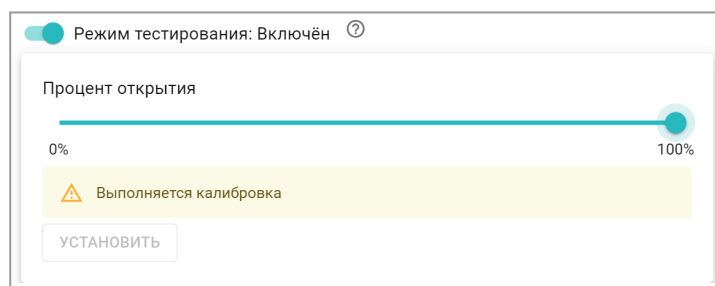 Режим тестирования: Включён
Процент открытия
0% 100%
Выполняется калибровка
УСТАНОВИТЬ